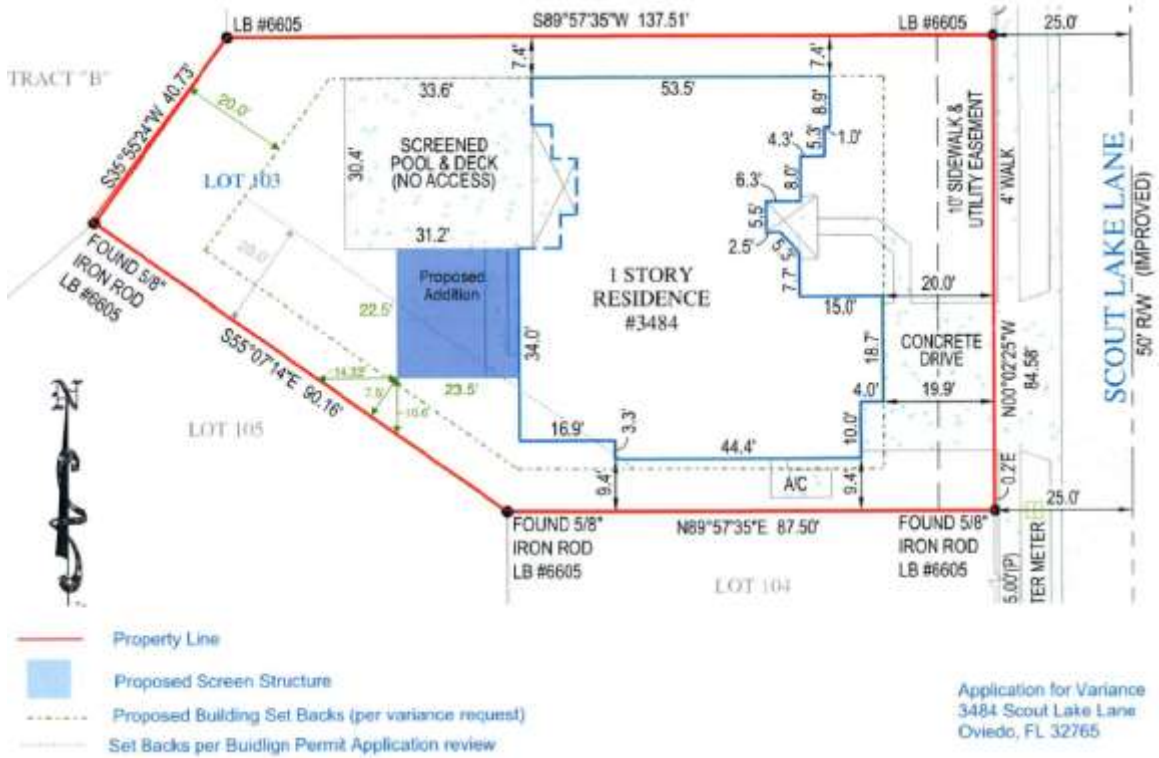 LB #6605
S89°57'35"W 137.51'
LB #6605
25.0'
TRACT "B"
S35°55'24"W 40.73'
20.0'
7.4'
7.4'
33.6'
53.5'
8.9'
1.0'
5.3'
4.3'
8.0'
6.3'
5.5'
2.5'
5.3'
7.7'
SCREENED
POOL & DECK
(NO ACCESS)
30.4'
31.2'
LOT 103
20.0'
10' SIDEWALK &
UTILITY EASEMENT
4' WALK
SCOUT LAKE LANE
50' R/W (IMPROVED)
FOUND 5/8"
IRON ROD
LB #6605
Proposed
Addition
1 STORY
RESIDENCE
#3484
20.0'
15.0'
22.5'
34.0'
18.7'
CONCRETE
DRIVE
N00°02'25"W
84.58'
S55°07'14"E 90.16'
14.33'
7.5'
10.6'
23.5'
4.0'
19.9'
LOT 105
16.9'
3.3'
44.4'
10.0'
9.4'
9.4'
A/C
0.2'E
25.0'
FOUND 5/8"
IRON ROD
LB #6605
N89°57'35"E 87.50'
FOUND 5/8"
IRON ROD
LB #6605
LOT 104
5.00'(P)
TER METER
Property Line
Proposed Screen Structure
Proposed Building Set Backs (per variance request)
Set Backs per Buidlign Permit Application review
Application for Variance
3484 Scout Lake Lane
Oviedo, FL 32765